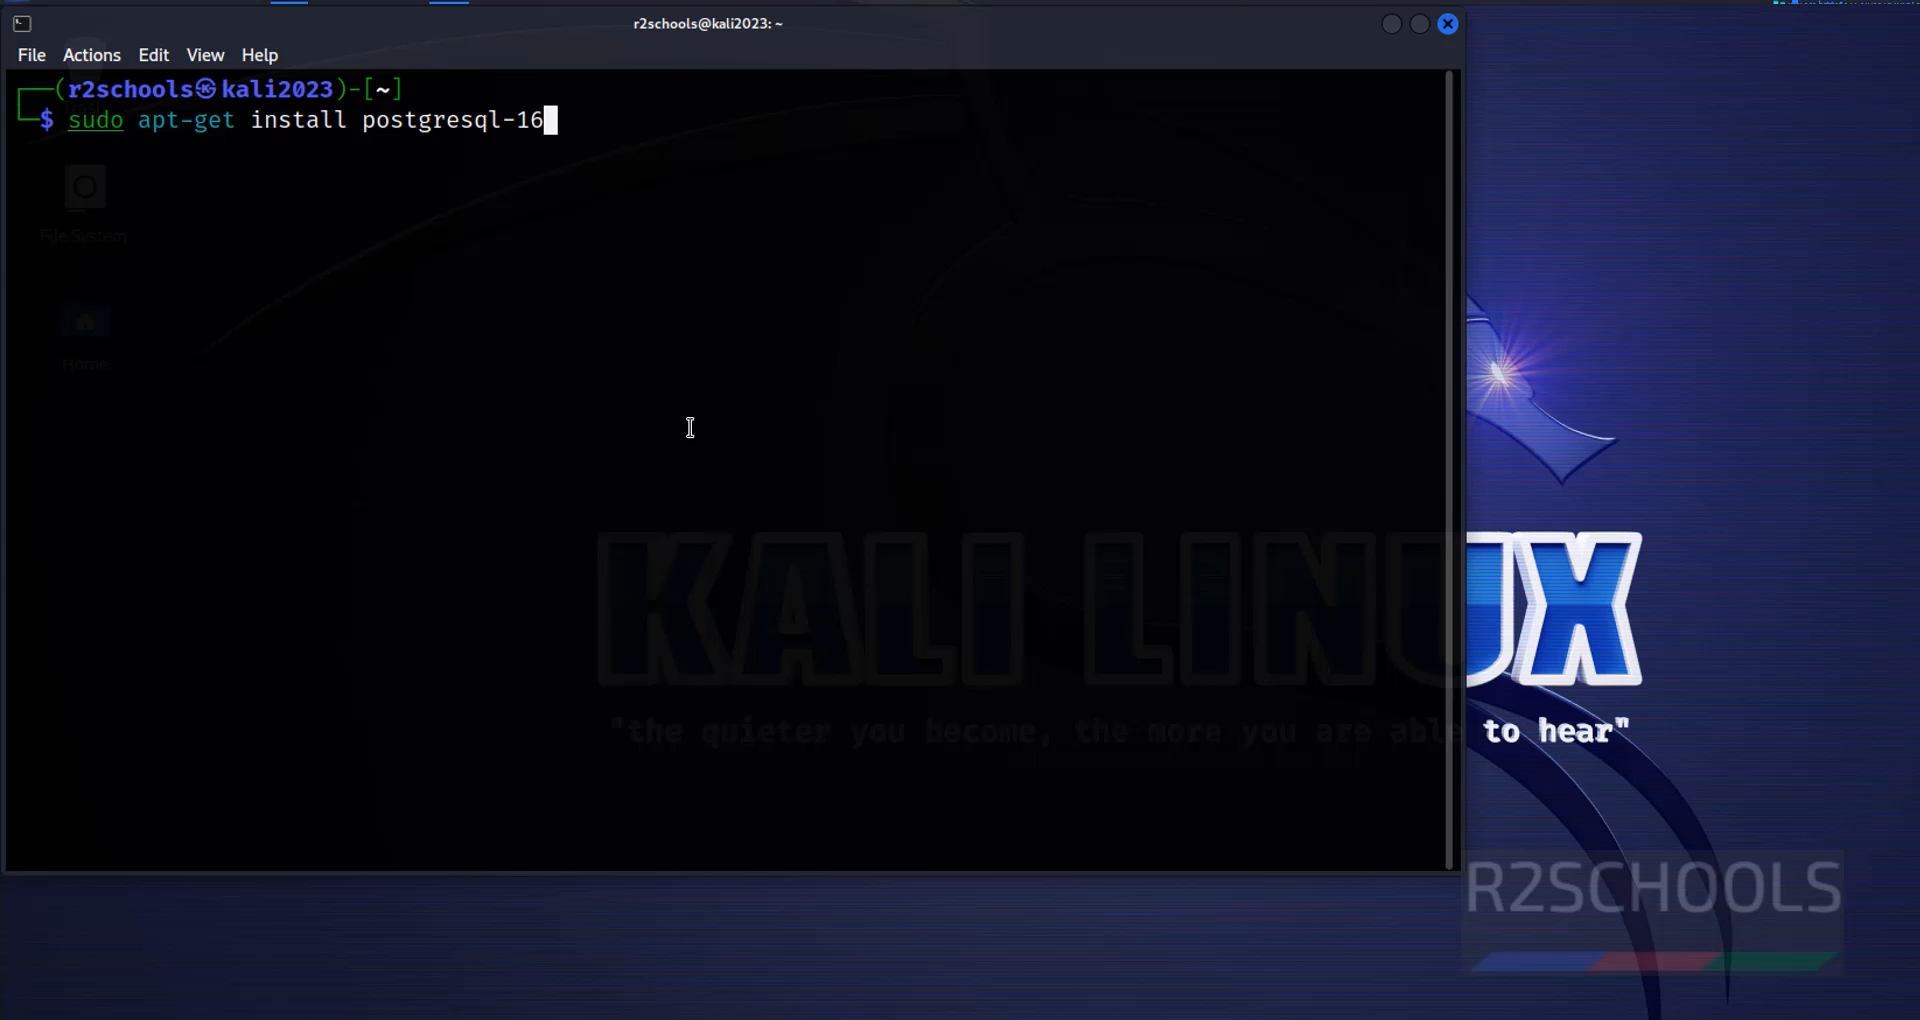 r2schools@kali2023: ~
File Actions Edit View Help
(r2schools㉿kali2023)-[~]
$ sudo apt-get install postgresql-16
File System
Home
KALI LINUX
"the quieter you become, the more you are able to hear"
R2SCHOOLS